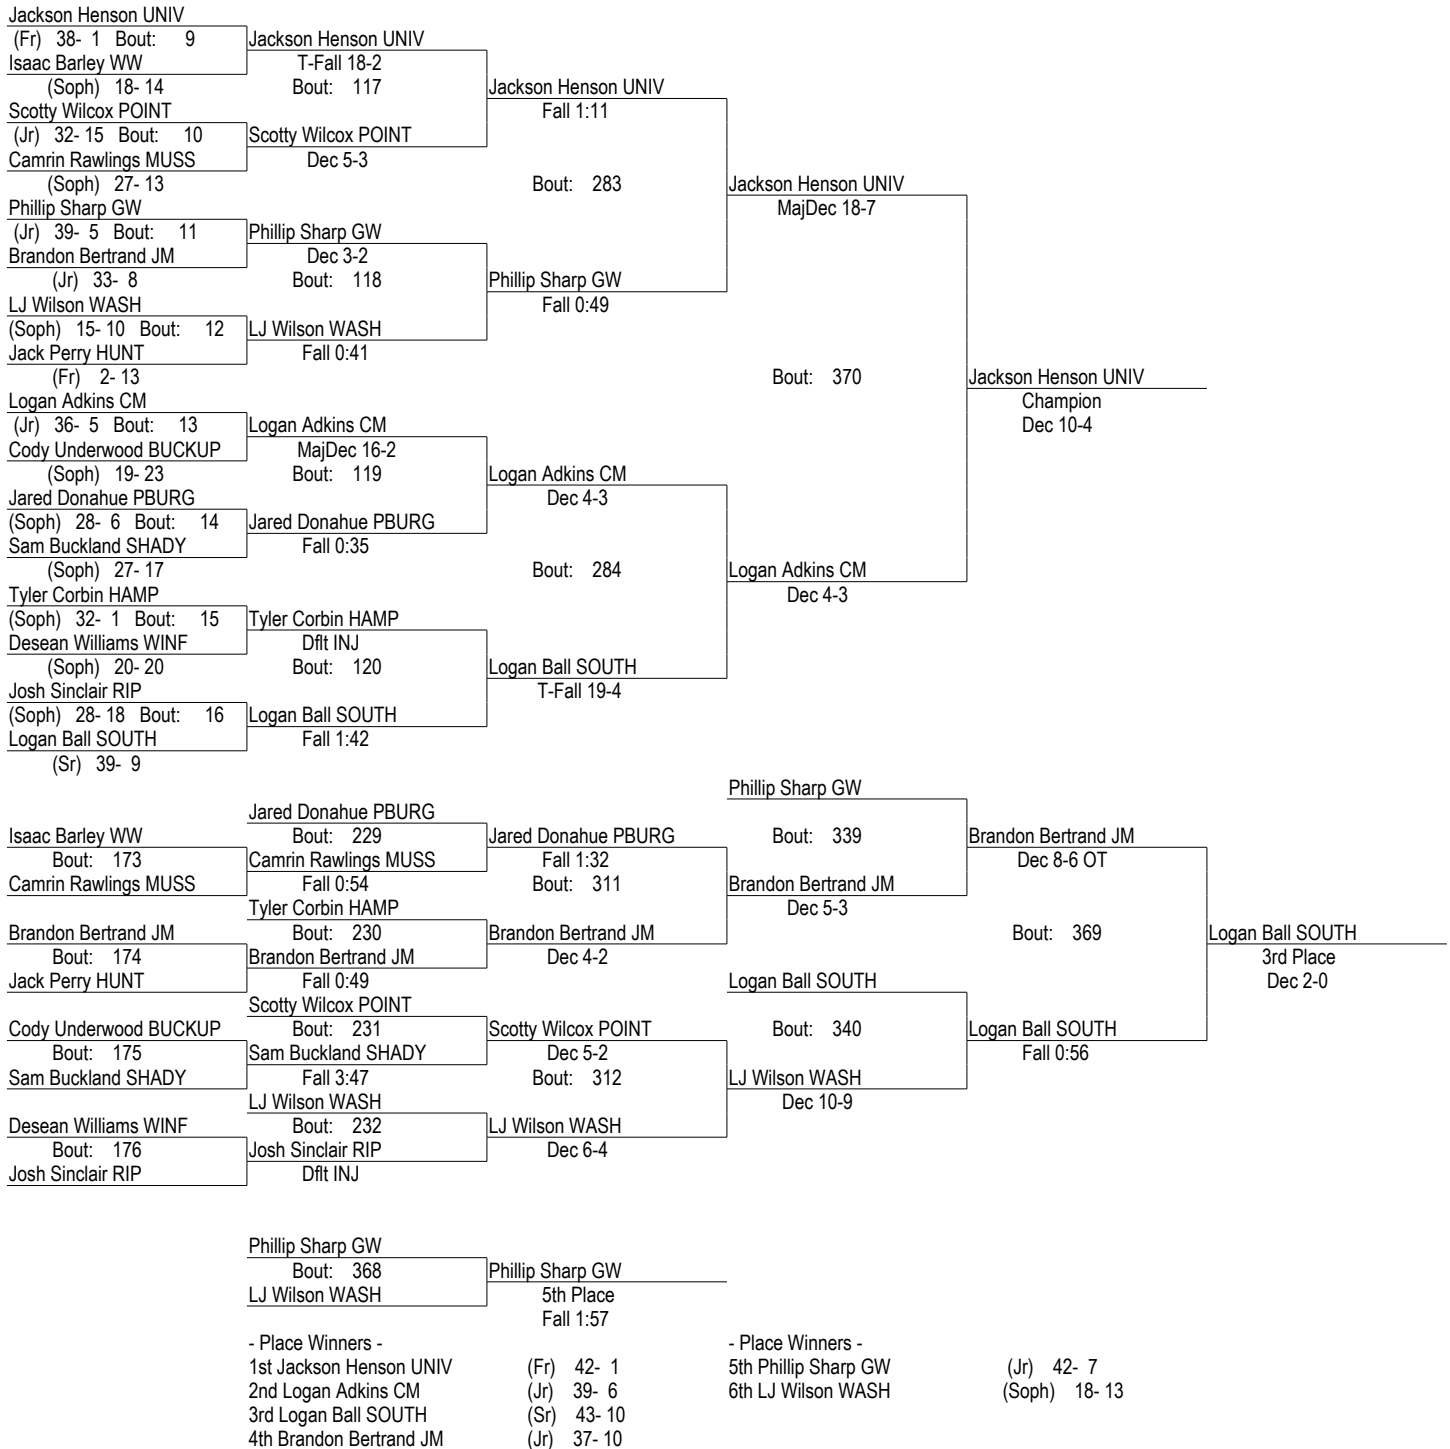 Jackson Henson UNIV
(Fr) 38- 1 Bout: 9 Jackson Henson UNIV
Isaac Barley WW T-Fall 18-2
(Soph) 18- 14 Bout: 117 Jackson Henson UNIV
Scotty Wilcox POINT Fall 1:11
(Jr) 32- 15 Bout: 10 Scotty Wilcox POINT
Camrin Rawlings MUSS Dec 5-3
(Soph) 27- 13 Bout: 283 Jackson Henson UNIV
Phillip Sharp GW MajDec 18-7
(Jr) 39- 5 Bout: 11 Phillip Sharp GW
Brandon Bertrand JM Dec 3-2
(Jr) 33- 8 Bout: 118 Phillip Sharp GW
LJ Wilson WASH Fall 0:49
(Soph) 15- 10 Bout: 12 LJ Wilson WASH
Jack Perry HUNT Fall 0:41
(Fr) 2- 13 Bout: 370 Jackson Henson UNIV
Logan Adkins CM Champion
(Jr) 36- 5 Bout: 13 Logan Adkins CM Dec 10-4
Cody Underwood BUCKUP MajDec 16-2
(Soph) 19- 23 Bout: 119 Logan Adkins CM
Jared Donahue PBURG Dec 4-3
(Soph) 28- 6 Bout: 14 Jared Donahue PBURG
Sam Buckland SHADY Fall 0:35
(Soph) 27- 17 Bout: 284 Logan Adkins CM
Tyler Corbin HAMP Dec 4-3
(Soph) 32- 1 Bout: 15 Tyler Corbin HAMP
Desean Williams WINF Dflt INJ
(Soph) 20- 20 Bout: 120 Logan Ball SOUTH
Josh Sinclair RIP T-Fall 19-4
(Soph) 28- 18 Bout: 16 Logan Ball SOUTH
Logan Ball SOUTH Fall 1:42
(Sr) 39- 9
Phillip Sharp GW
Jared Donahue PBURG
Isaac Barley WW Bout: 229 Jared Donahue PBURG Bout: 339 Brandon Bertrand JM
Bout: 173 Camrin Rawlings MUSS Fall 1:32 Dec 8-6 OT
Camrin Rawlings MUSS Fall 0:54 Bout: 311 Brandon Bertrand JM
Tyler Corbin HAMP Dec 5-3
Brandon Bertrand JM Bout: 230 Brandon Bertrand JM Bout: 369 Logan Ball SOUTH
Bout: 174 Brandon Bertrand JM Dec 4-2 3rd Place
Jack Perry HUNT Fall 0:49 Logan Ball SOUTH Dec 2-0
Scotty Wilcox POINT
Cody Underwood BUCKUP Bout: 231 Scotty Wilcox POINT Bout: 340 Logan Ball SOUTH
Bout: 175 Sam Buckland SHADY Dec 5-2 Fall 0:56
Sam Buckland SHADY Fall 3:47 Bout: 312 LJ Wilson WASH
LJ Wilson WASH Dec 10-9
Desean Williams WINF Bout: 232 LJ Wilson WASH
Bout: 176 Josh Sinclair RIP Dec 6-4
Josh Sinclair RIP Dflt INJ
Phillip Sharp GW
Bout: 368 Phillip Sharp GW
LJ Wilson WASH 5th Place
Fall 1:57
- Place Winners - - Place Winners -
1st Jackson Henson UNIV (Fr) 42- 1 5th Phillip Sharp GW (Jr) 42- 7
2nd Logan Adkins CM (Jr) 39- 6 6th LJ Wilson WASH (Soph) 18- 13
3rd Logan Ball SOUTH (Sr) 43- 10
4th Brandon Bertrand JM (Jr) 37- 10